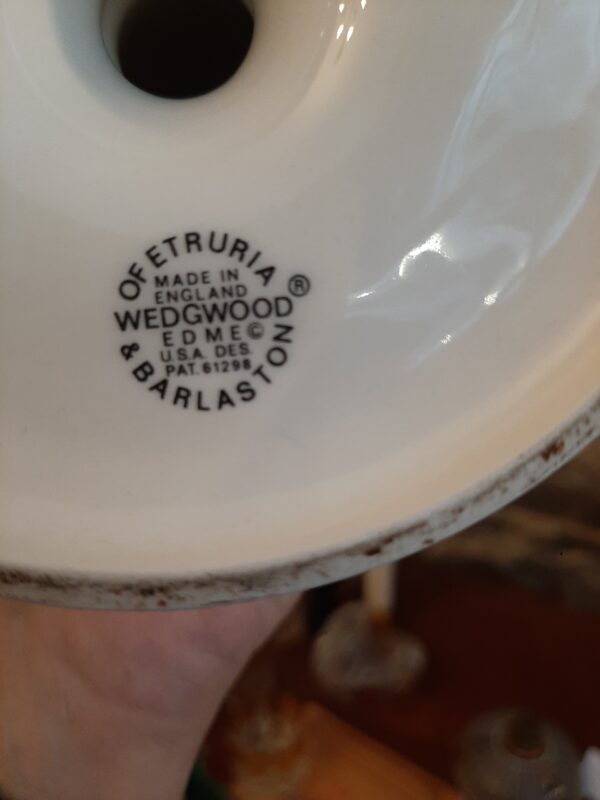 OF ETRURIA
MADE IN
ENGLAND
WEDGWOOD®
EDME©
U.S.A. DES.
PAT. 61298
& BARLASTON